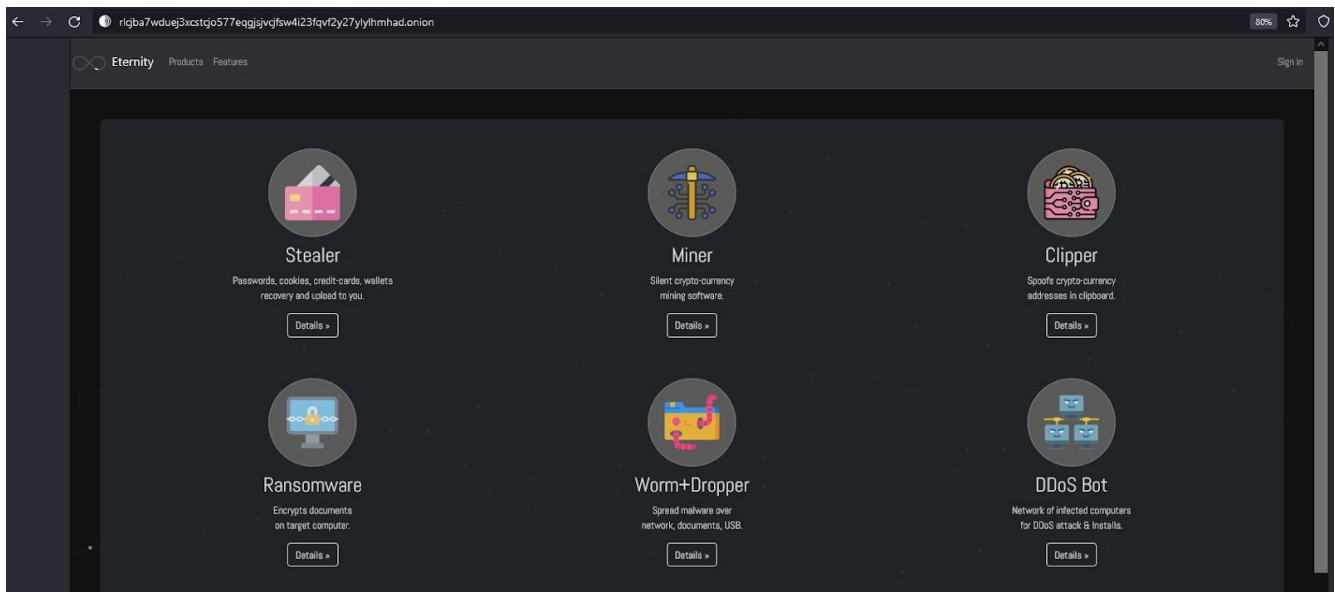 rlcjba7wduej3xcstcjo577eqgjsjvcjfsw4i23fqvf2y27ylylhmhad.onion
80%
Eternity Products Features Sign in
Stealer
Passwords, cookies, credit-cards, wallets
recovery and upload to you.
Details »
Miner
Silent crypto-currency
mining software.
Details »
Clipper
Spoofs crypto-currency
addresses in clipboard.
Details »
Ransomware
Encrypts documents
on target computer.
Details »
Worm+Dropper
Spread malware over
network, documents, USB.
Details »
DDoS Bot
Network of infected computers
for DDoS attack & Installs.
Details »